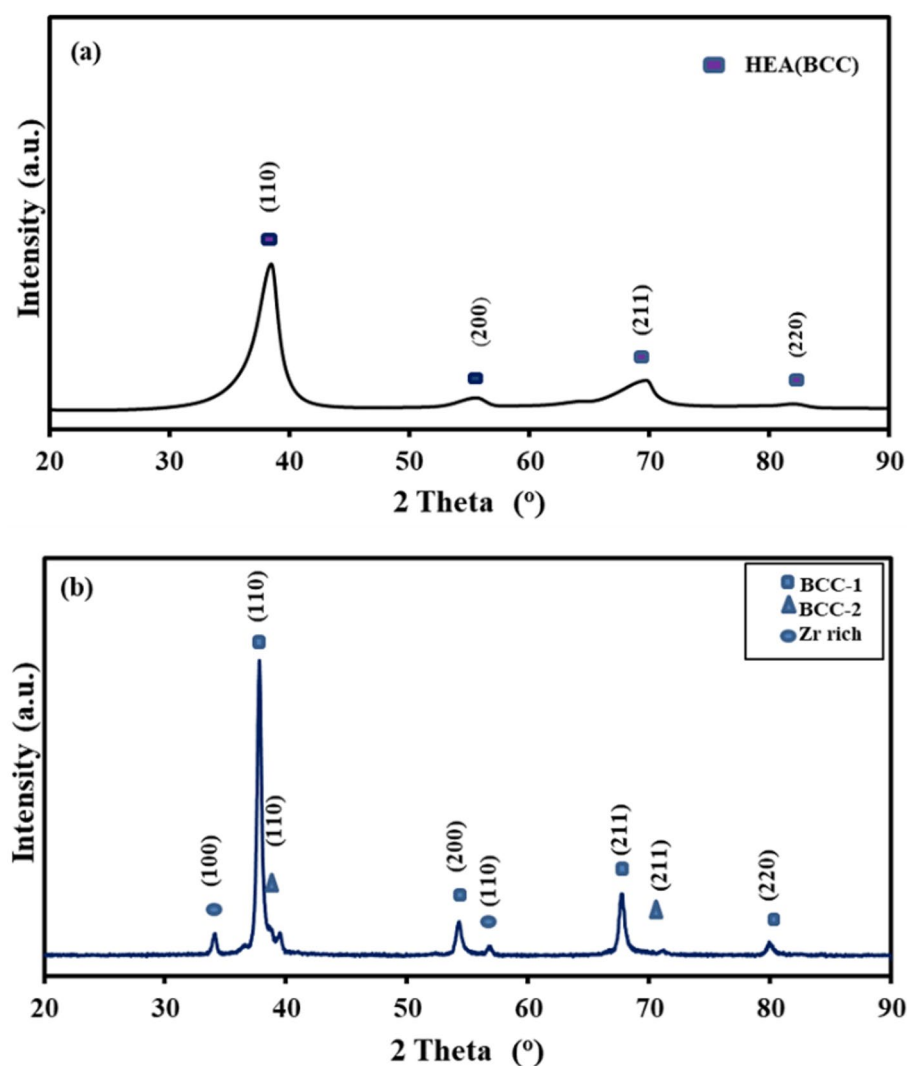 (a)
HEA(BCC)
Intensity (a.u.)
(110)
(200)
(211)
(220)
20 30 40 50 60 70 80 90
2 Theta (º)
(b)
BCC-1
BCC-2
Zr rich
Intensity (a.u.)
(100)
(110)
(110)
(200)
(110)
(211)
(211)
(220)
20 30 40 50 60 70 80 90
2 Theta (º)